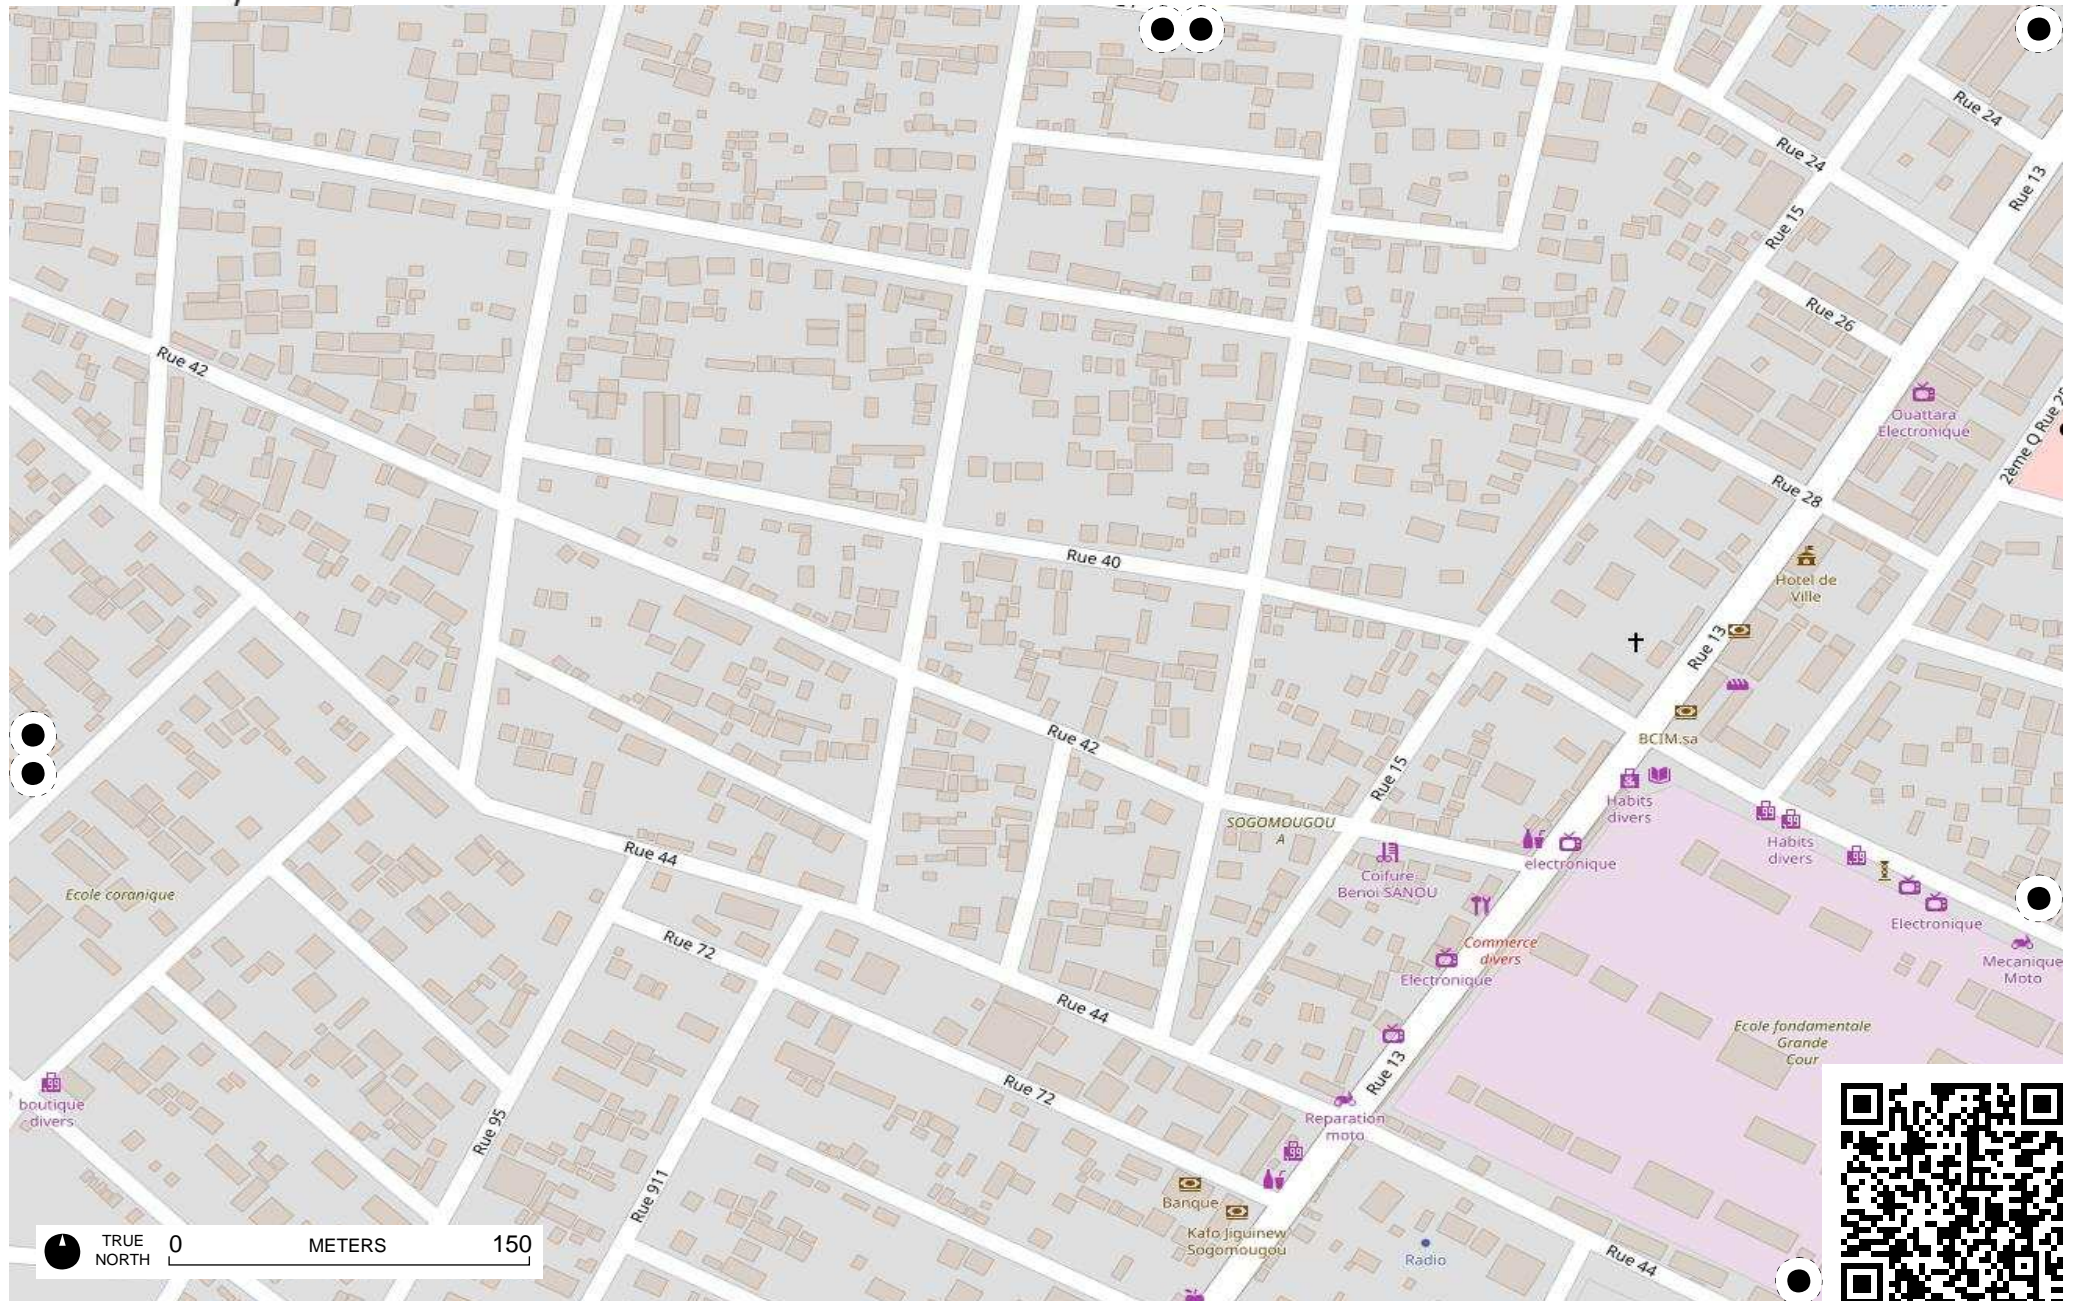 Rue 24
Rue 24
Rue 13
Rue 15
Rue 26
Rue 42
Ouattara
Electronique
2ème Q Rue
Rue 28
Rue 40
Hotel de
Ville
Rue 13
Rue 42
BCIM.sa
Rue 15
Habits
divers
SOGOMOUGOU
A
Habits
divers
Rue 44
electronique
Coifure
Benoi SANOU
Ecole coranique
Electronique
Rue 72
Commerce
divers
Mecanique
Moto
Electronique
Rue 44
Ecole fondamentale
Grande
Cour
Rue 13
Rue 72
boutique
divers
Reparation
moto
Rue 95
Rue 911
Banque
Kafo Jiguinew
Sogomougou
Radio
Rue 44
TRUE
NORTH
0 METERS 150